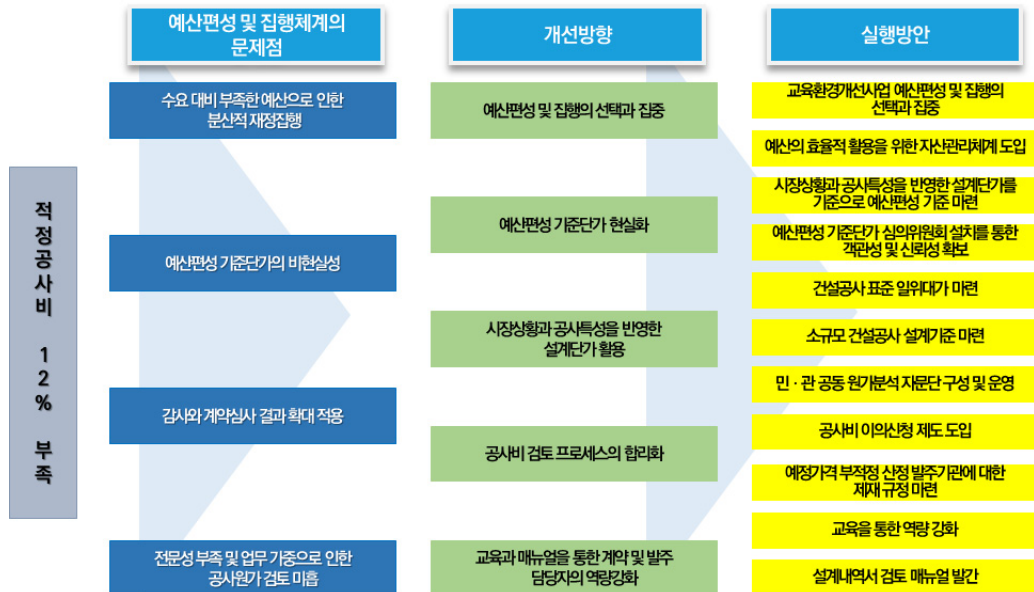 예산편성 및 집행체계의
문제점
개선방향
실행방안
적정공사비 12% 부족
수요 대비 부족한 예산으로 인한
분산적 재정집행
예산편성 기준단가의 비현실성
감사와 계약심사 결과 확대 적용
전문성 부족 및 업무 가중으로 인한
공사원가 검토 미흡
예산편성 및 집행의 선택과 집중
예산편성 기준단가 현실화
시장상황과 공사특성을 반영한
설계단가 활용
공사비 검토 프로세스의 합리화
교육과 매뉴얼을 통한 계약 및 발주
담당자의 역량강화
교육환경개선사업 예산편성 및 집행의
선택과 집중
예산의 효율적 활용을 위한 자산관리체계 도입
시장상황과 공사특성을 반영한 설계단가를
기준으로 예산편성 기준 마련
예산편성 기준단가 심의위원회 설치를 통한
객관성 및 신뢰성 확보
건설공사 표준 일위대가 마련
소규모 건설공사 설계기준 마련
민·관 공동 원가분석 자문단 구성 및 운영
공사비 이의신청 제도 도입
예정가격 부적정 산정 발주기관에 대한
제재 규정 마련
교육을 통한 역량 강화
설계내역서 검토 매뉴얼 발간